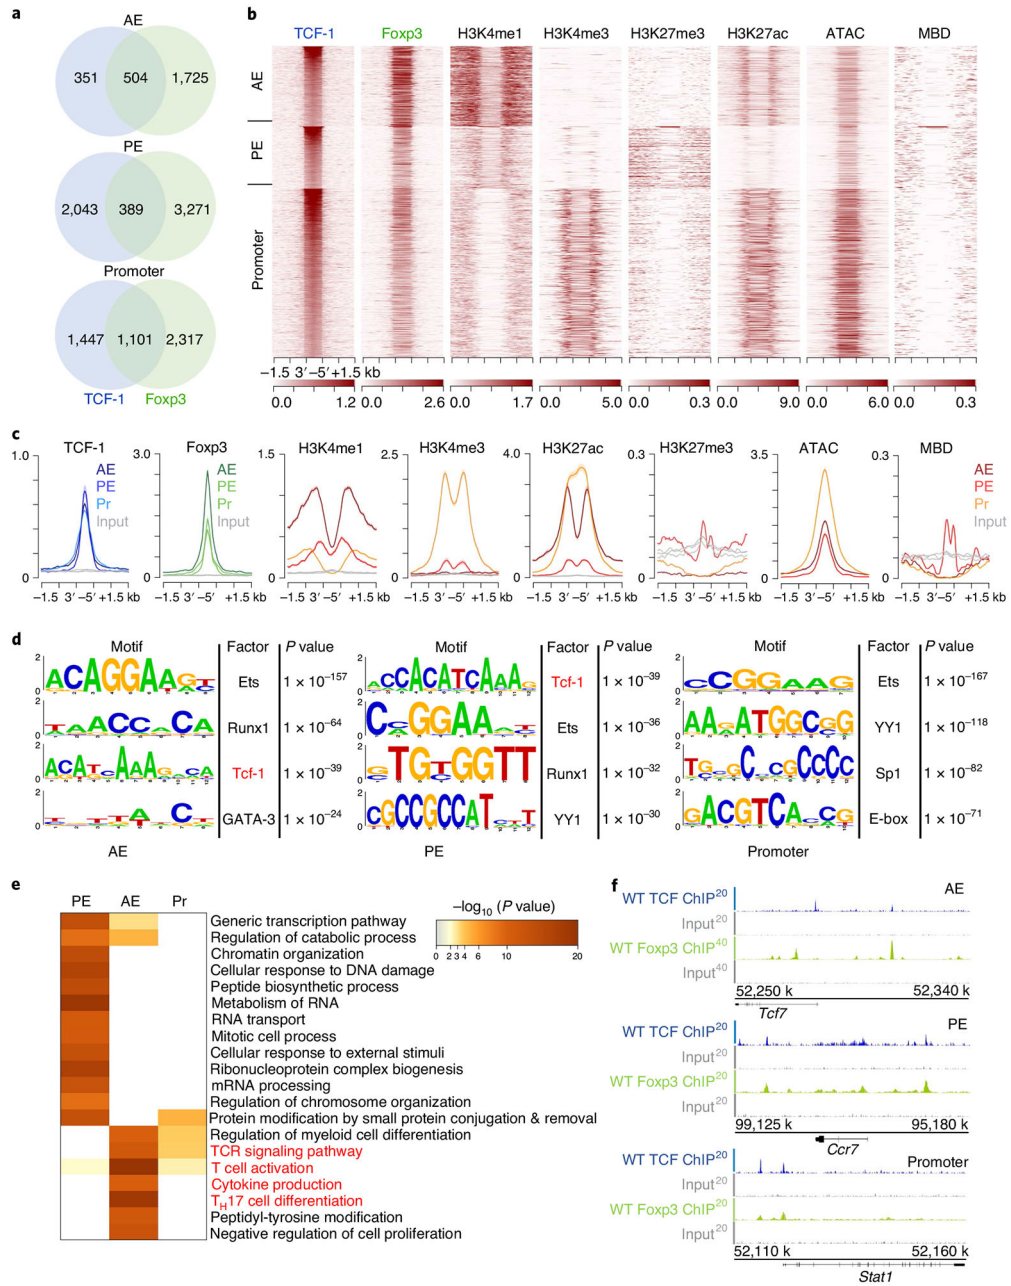 a
AE
351 504 1,725
PE
2,043 389 3,271
Promoter
1,447 1,101 2,317
TCF-1 Foxp3
b
TCF-1 Foxp3 H3K4me1 H3K4me3 H3K27me3 H3K27ac ATAC MBD
AE
PE
Promoter
−1.5 3′ −5′ +1.5 kb
0.0 1.2 0.0 2.6 0.0 1.7 0.0 5.0 0.0 0.3 0.0 9.0 0.0 6.0 0.0 0.3
c
TCF-1 Foxp3 H3K4me1 H3K4me3 H3K27ac H3K27me3 ATAC MBD
1.0 3.0 1.5 2.5 4.0 0.3 3.5 0.3
AE AE AE
PE PE PE
Pr Pr Pr
Input Input Input
0 0 0 0 0 0 0 0
−1.5 3′ −5′ +1.5 −1.5 3′ −5′ +1.5 −1.5 3′ −5′ +1.5 kb −1.5 3′ −5′ +1.5 kb −1.5 3′ −5′ +1.5 kb −1.5 3′ −5′ +1.5 kb −1.5 3′ −5′ +1.5 kb −1.5 3′ −5′ +1.5 kb
d
Motif Factor P value Motif Factor P value Motif Factor P value
Ets 1 × 10⁻¹⁵⁷ Tcf-1 1 × 10⁻³⁹ Ets 1 × 10⁻¹⁶⁷
Runx1 1 × 10⁻⁶⁴ Ets 1 × 10⁻³⁶ YY1 1 × 10⁻¹¹⁸
Tcf-1 1 × 10⁻³⁹ Runx1 1 × 10⁻³² Sp1 1 × 10⁻⁸²
GATA-3 1 × 10⁻²⁴ YY1 1 × 10⁻³⁰ E-box 1 × 10⁻⁷¹
AE PE Promoter
e
PE AE Pr
−log₁₀ (P value)
0 2 3 4 6 10 20
Generic transcription pathway
Regulation of catabolic process
Chromatin organization
Cellular response to DNA damage
Peptide biosynthetic process
Metabolism of RNA
RNA transport
Mitotic cell process
Cellular response to external stimuli
Ribonucleoprotein complex biogenesis
mRNA processing
Regulation of chromosome organization
Protein modification by small protein conjugation & removal
Regulation of myeloid cell differentiation
TCR signaling pathway
T cell activation
Cytokine production
T_H17 cell differentiation
Peptidyl-tyrosine modification
Negative regulation of cell proliferation
f
AE
WT TCF ChIP²⁰
Input²⁰
WT Foxp3 ChIP⁴⁰
Input⁴⁰
52,250 k 52,340 k
Tcf7
PE
WT TCF ChIP²⁰
Input²⁰
WT Foxp3 ChIP²⁰
Input²⁰
99,125 k 95,180 k
Ccr7
Promoter
WT TCF ChIP²⁰
Input²⁰
WT Foxp3 ChIP²⁰
Input²⁰
52,110 k 52,160 k
Stat1